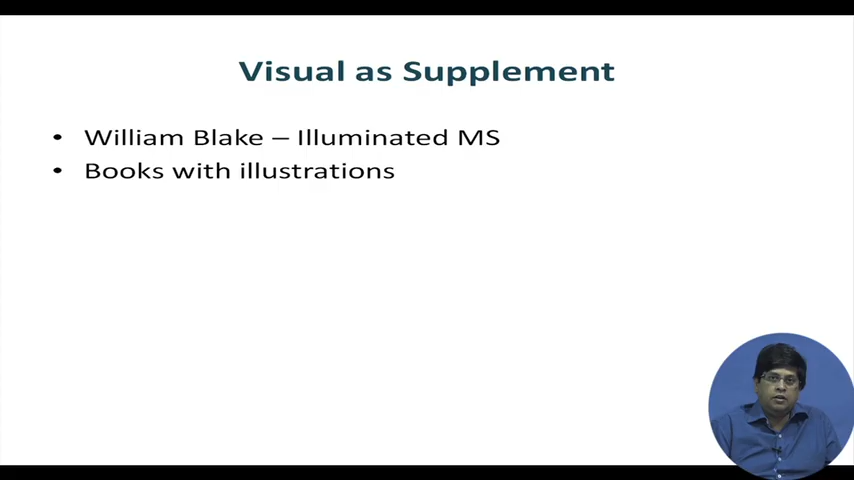 Visual as Supplement
• William Blake – Illuminated MS
• Books with illustrations